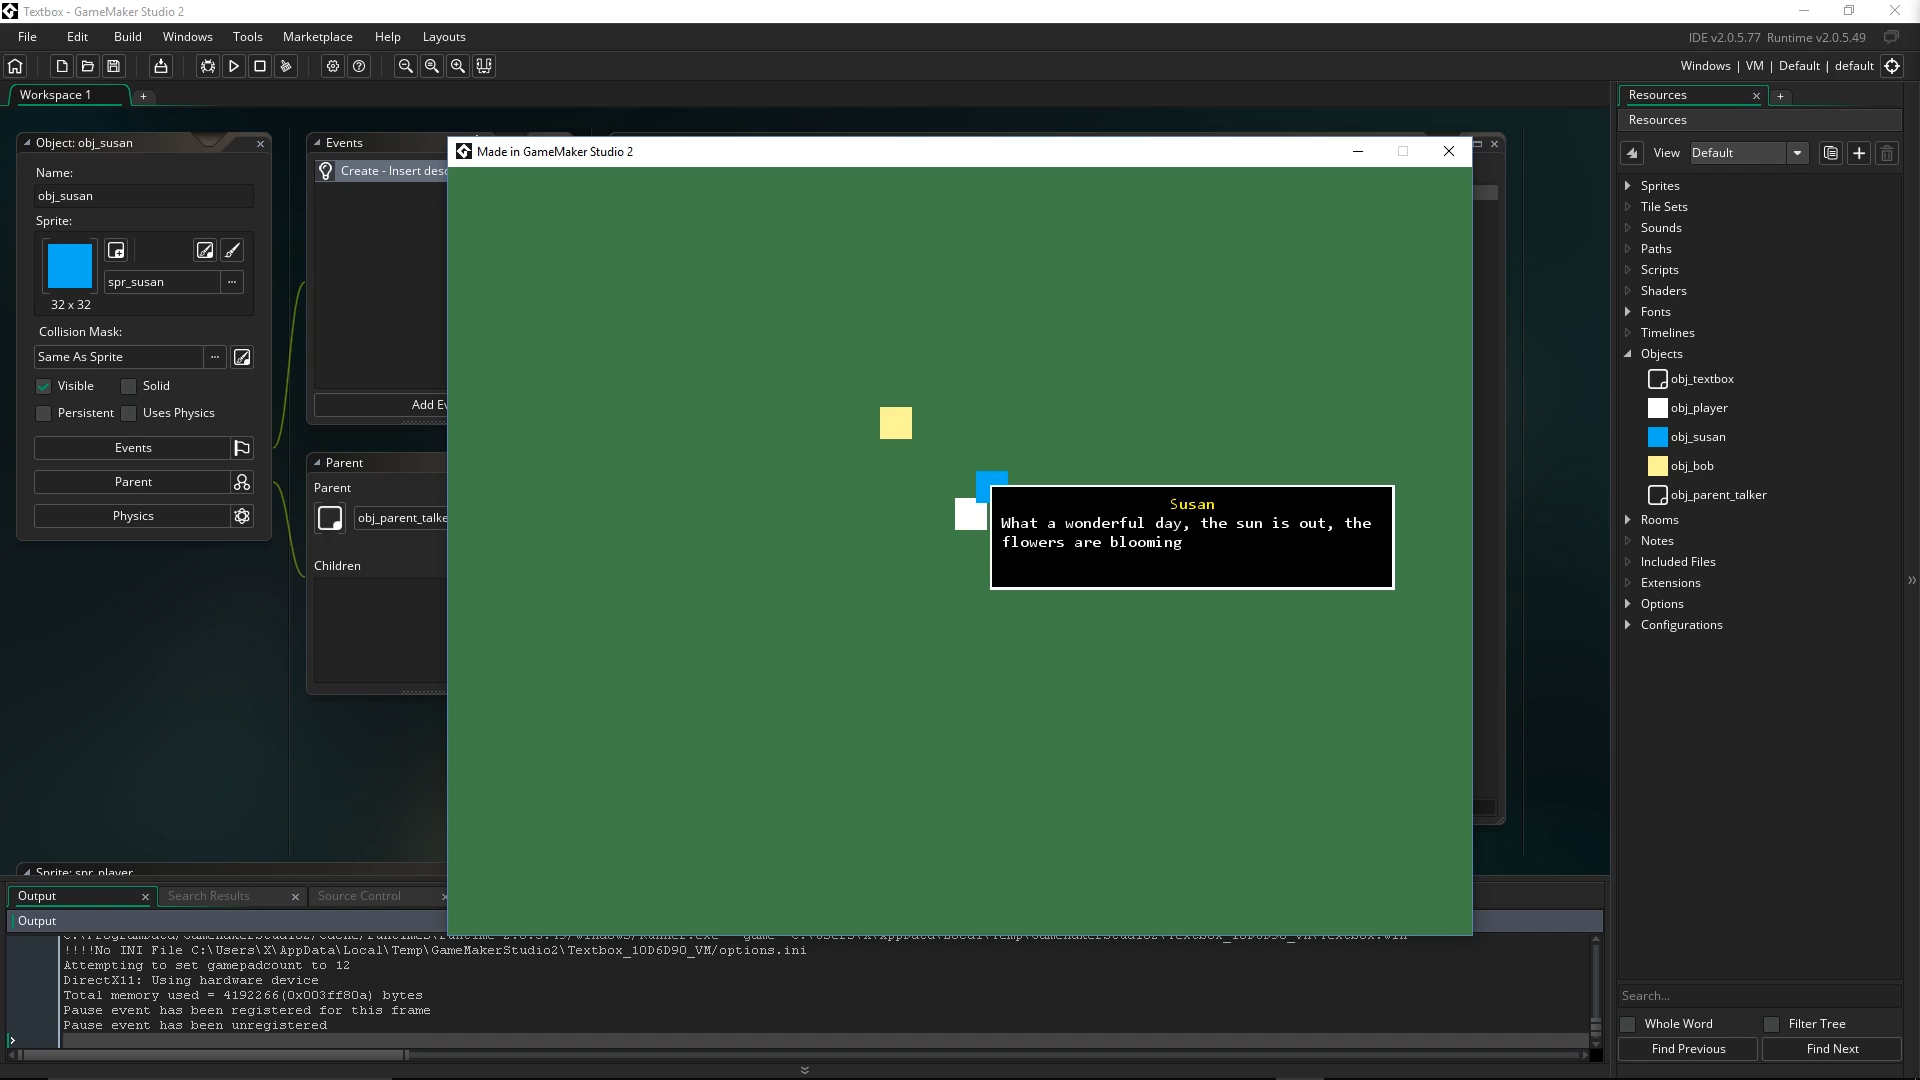 Textbox - GameMaker Studio 2
File Edit Build Windows Tools Marketplace Help Layouts
IDE v2.0.5.77 Runtime v2.0.5.49
Windows | VM | Default | default
Workspace 1
Object: obj_susan
Name:
obj_susan
Sprite:
spr_susan
32 x 32
Collision Mask:
Same As Sprite
Visible Solid
Persistent Uses Physics
Events
Parent
Physics
Events
Create - Insert desc
Add Ev
Parent
Parent
obj_parent_talke
Children
Made in GameMaker Studio 2
Susan
What a wonderful day, the sun is out, the
flowers are blooming
Resources
Resources
View Default
Sprites
Tile Sets
Sounds
Paths
Scripts
Shaders
Fonts
Timelines
Objects
obj_textbox
obj_player
obj_susan
obj_bob
obj_parent_talker
Rooms
Notes
Included Files
Extensions
Options
Configurations
Search...
Whole Word Filter Tree
Find Previous Find Next
Sprite: spr_player
Output Search Results Source Control
Output
!!!!No INI File C:\Users\X\AppData\Local\Temp\GameMakerStudio2\Textbox_10D6D90_VM/options.ini
Attempting to set gamepadcount to 12
DirectX11: Using hardware device
Total memory used = 4192266(0x003ff80a) bytes
Pause event has been registered for this frame
Pause event has been unregistered